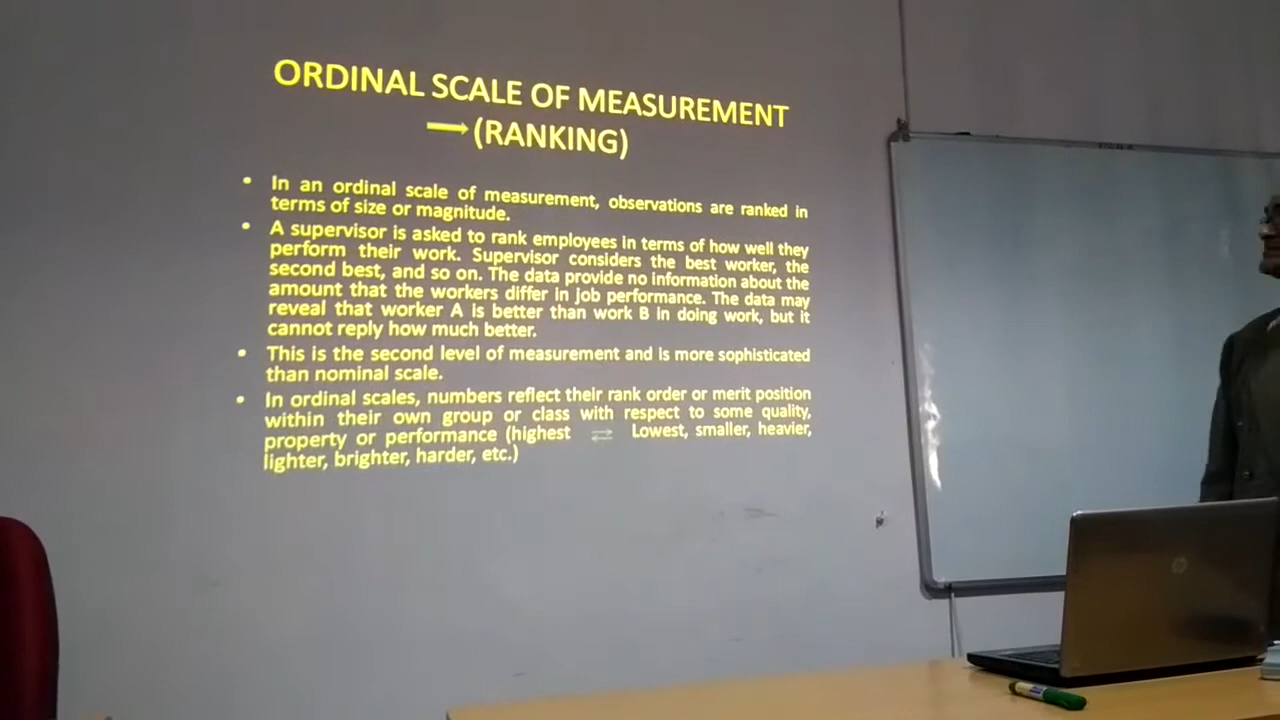 ORDINAL SCALE OF MEASUREMENT
(RANKING)
• In an ordinal scale of measurement, observations are ranked in
terms of size or magnitude.
• A supervisor is asked to rank employees in terms of how well they
perform their work. Supervisor considers the best worker, the
second best, and so on. The data provide no information about the
amount that the workers differ in job performance. The data may
reveal that worker A is better than work B in doing work, but it
cannot reply how much better.
• This is the second level of measurement and is more sophisticated
than nominal scale.
• In ordinal scales, numbers reflect their rank order or merit position
within their own group or class with respect to some quality,
property or performance (highest ⇄ Lowest, smaller, heavier,
lighter, brighter, harder, etc.)
hp